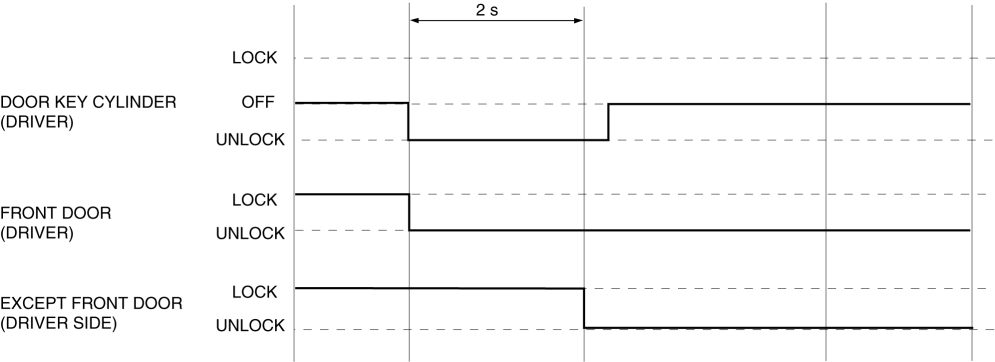 2 s
LOCK
DOOR KEY CYLINDER
(DRIVER)
OFF
UNLOCK
LOCK
FRONT DOOR
(DRIVER)
UNLOCK
LOCK
EXCEPT FRONT DOOR
(DRIVER SIDE)
UNLOCK